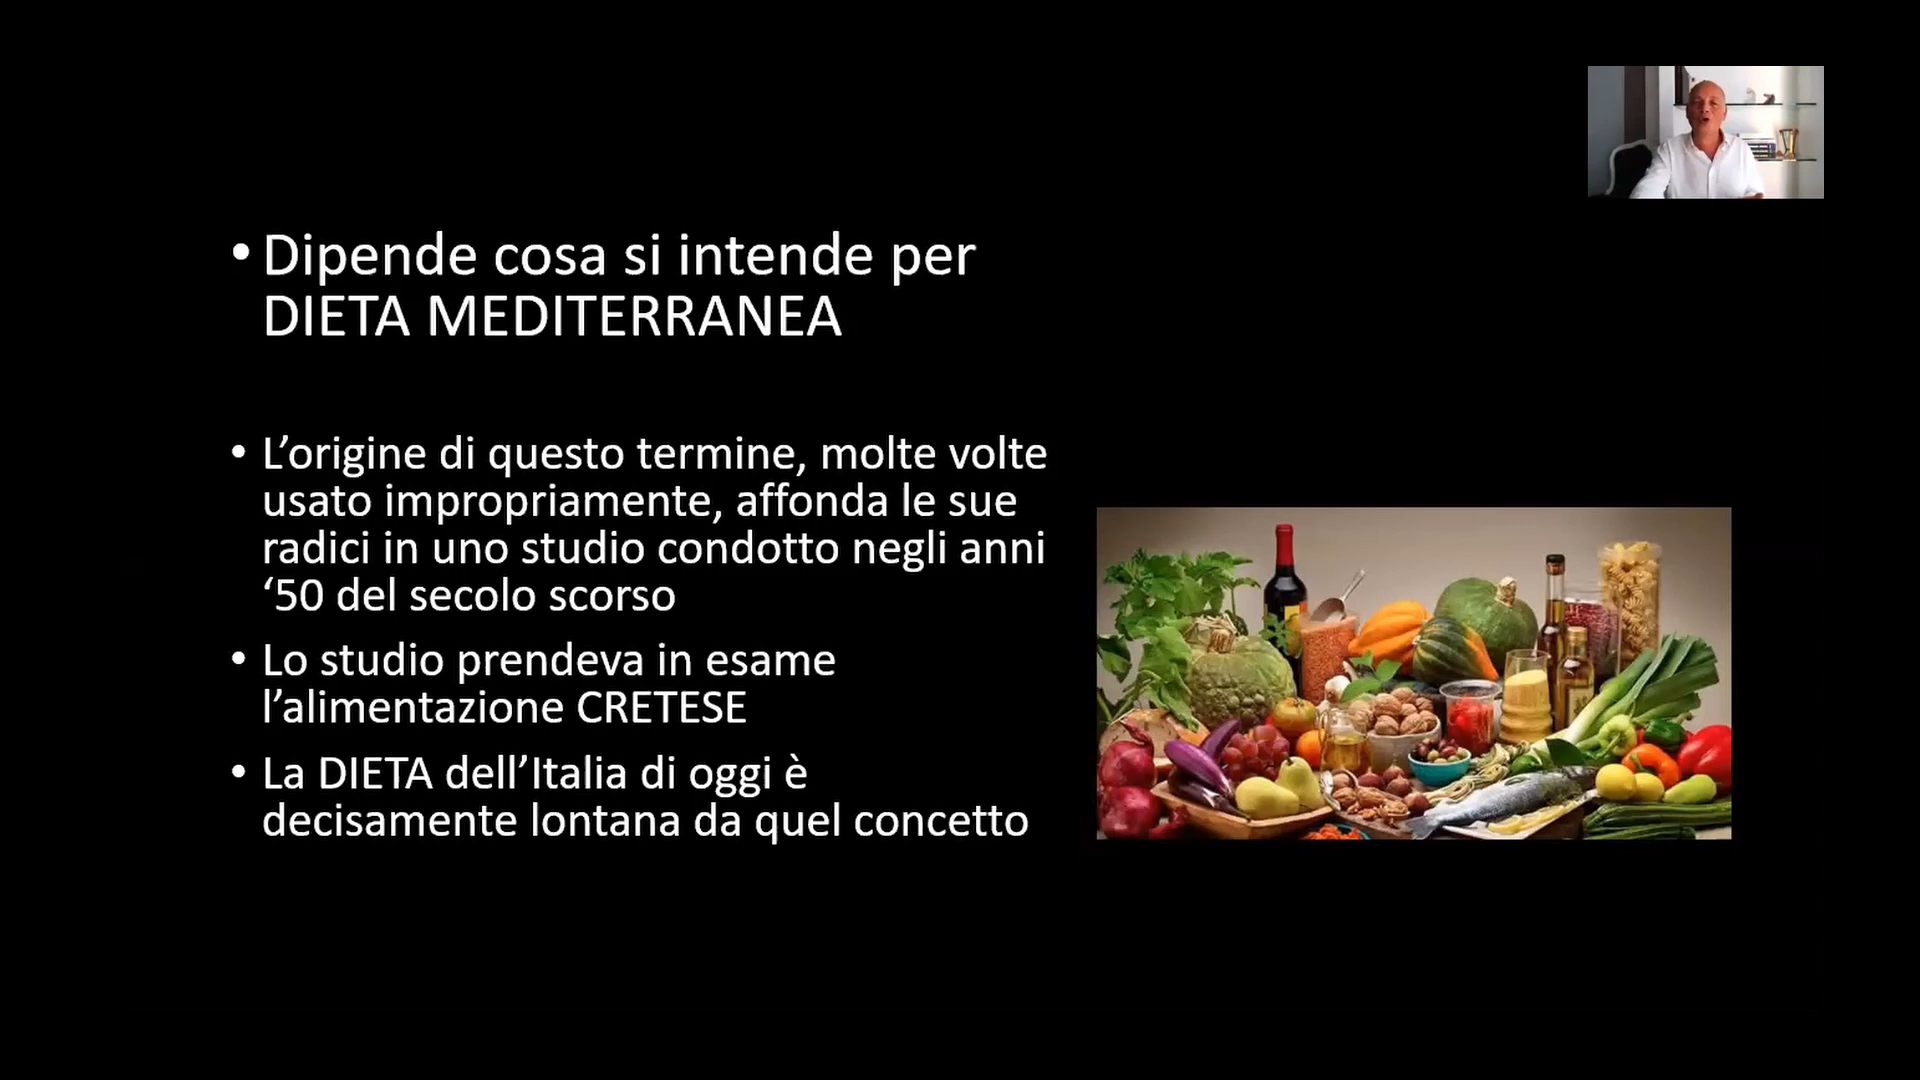 • Dipende cosa si intende per
DIETA MEDITERRANEA
• L’origine di questo termine, molte volte
usato impropriamente, affonda le sue
radici in uno studio condotto negli anni
‘50 del secolo scorso
• Lo studio prendeva in esame
l’alimentazione CRETESE
• La DIETA dell’Italia di oggi è
decisamente lontana da quel concetto